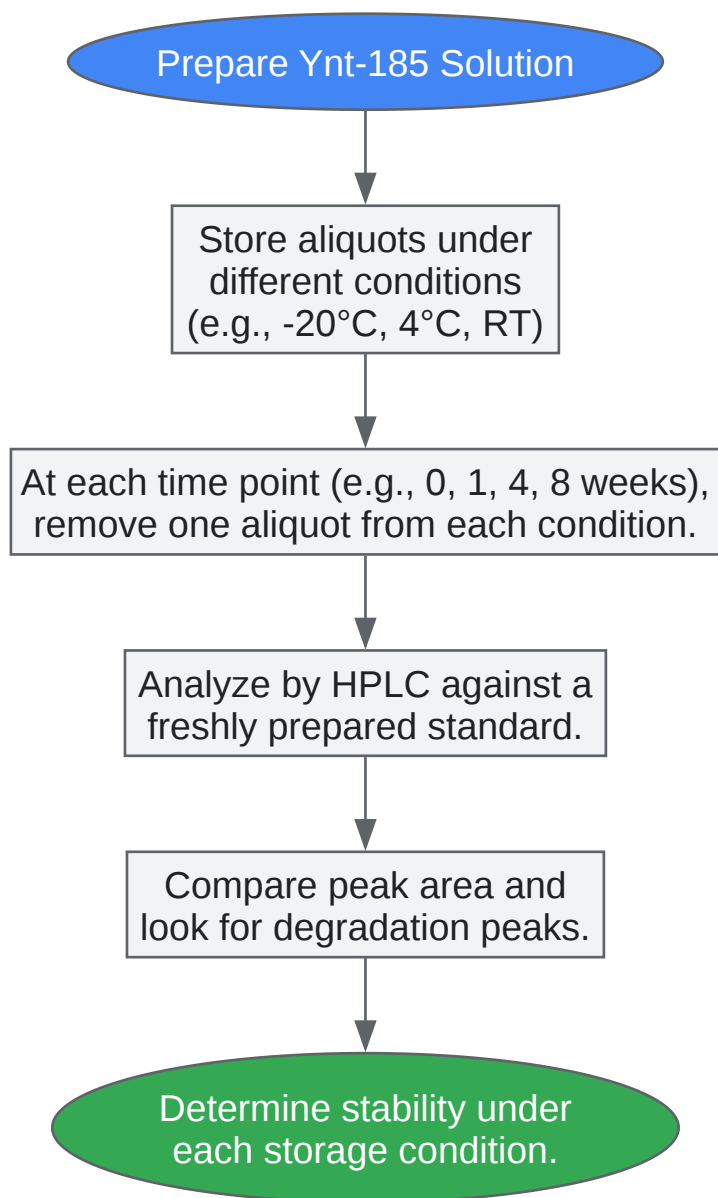 Prepare Ynt-185 Solution
Store aliquots under
different conditions
(e.g., -20°C, 4°C, RT)
At each time point (e.g., 0, 1, 4, 8 weeks),
remove one aliquot from each condition.
Analyze by HPLC against a
freshly prepared standard.
Compare peak area and
look for degradation peaks.
Determine stability under
each storage condition.